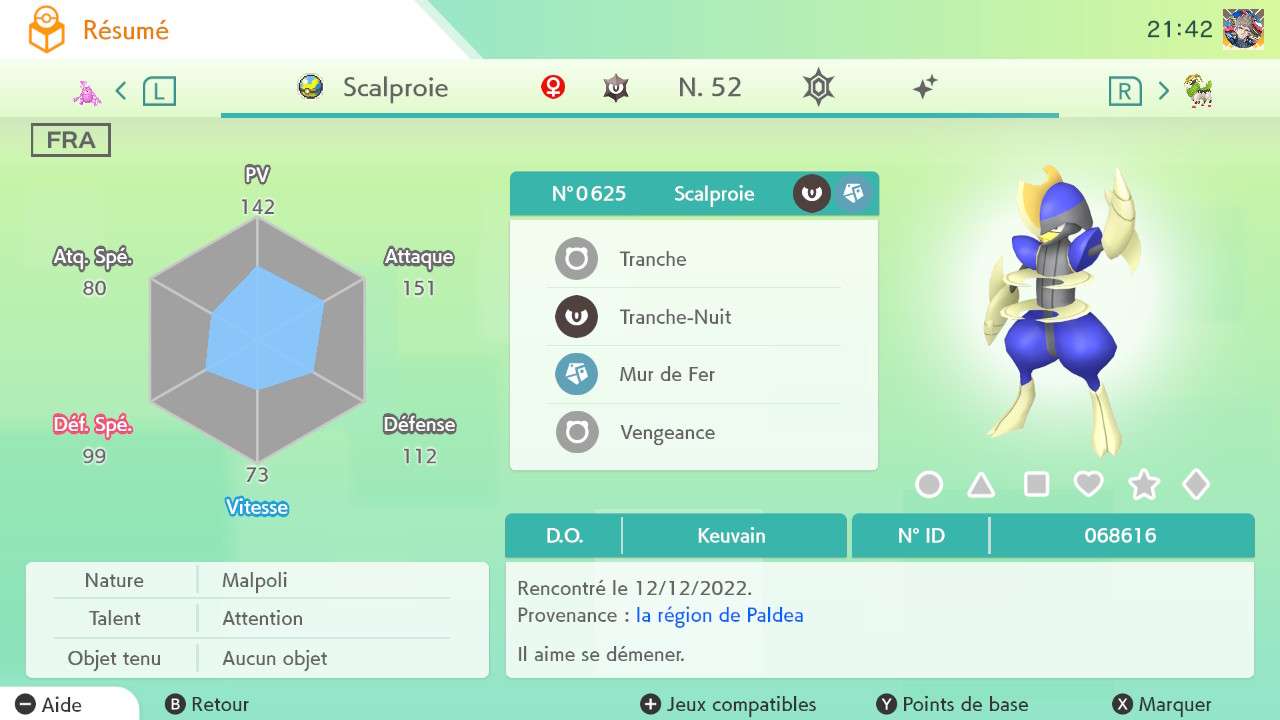 Résumé
21:42
L
Scalproie
N. 52
R
FRA
PV
142
Atq. Spé.
80
Attaque
151
Déf. Spé.
99
Défense
112
73
Vitesse
N°0625 Scalproie
Tranche
Tranche-Nuit
Mur de Fer
Vengeance
D.O. Keuvain N° ID 068616
Nature Malpoli
Talent Attention
Objet tenu Aucun objet
Rencontré le 12/12/2022.
Provenance : la région de Paldea
Il aime se démener.
Aide B Retour Jeux compatibles Y Points de base X Marquer